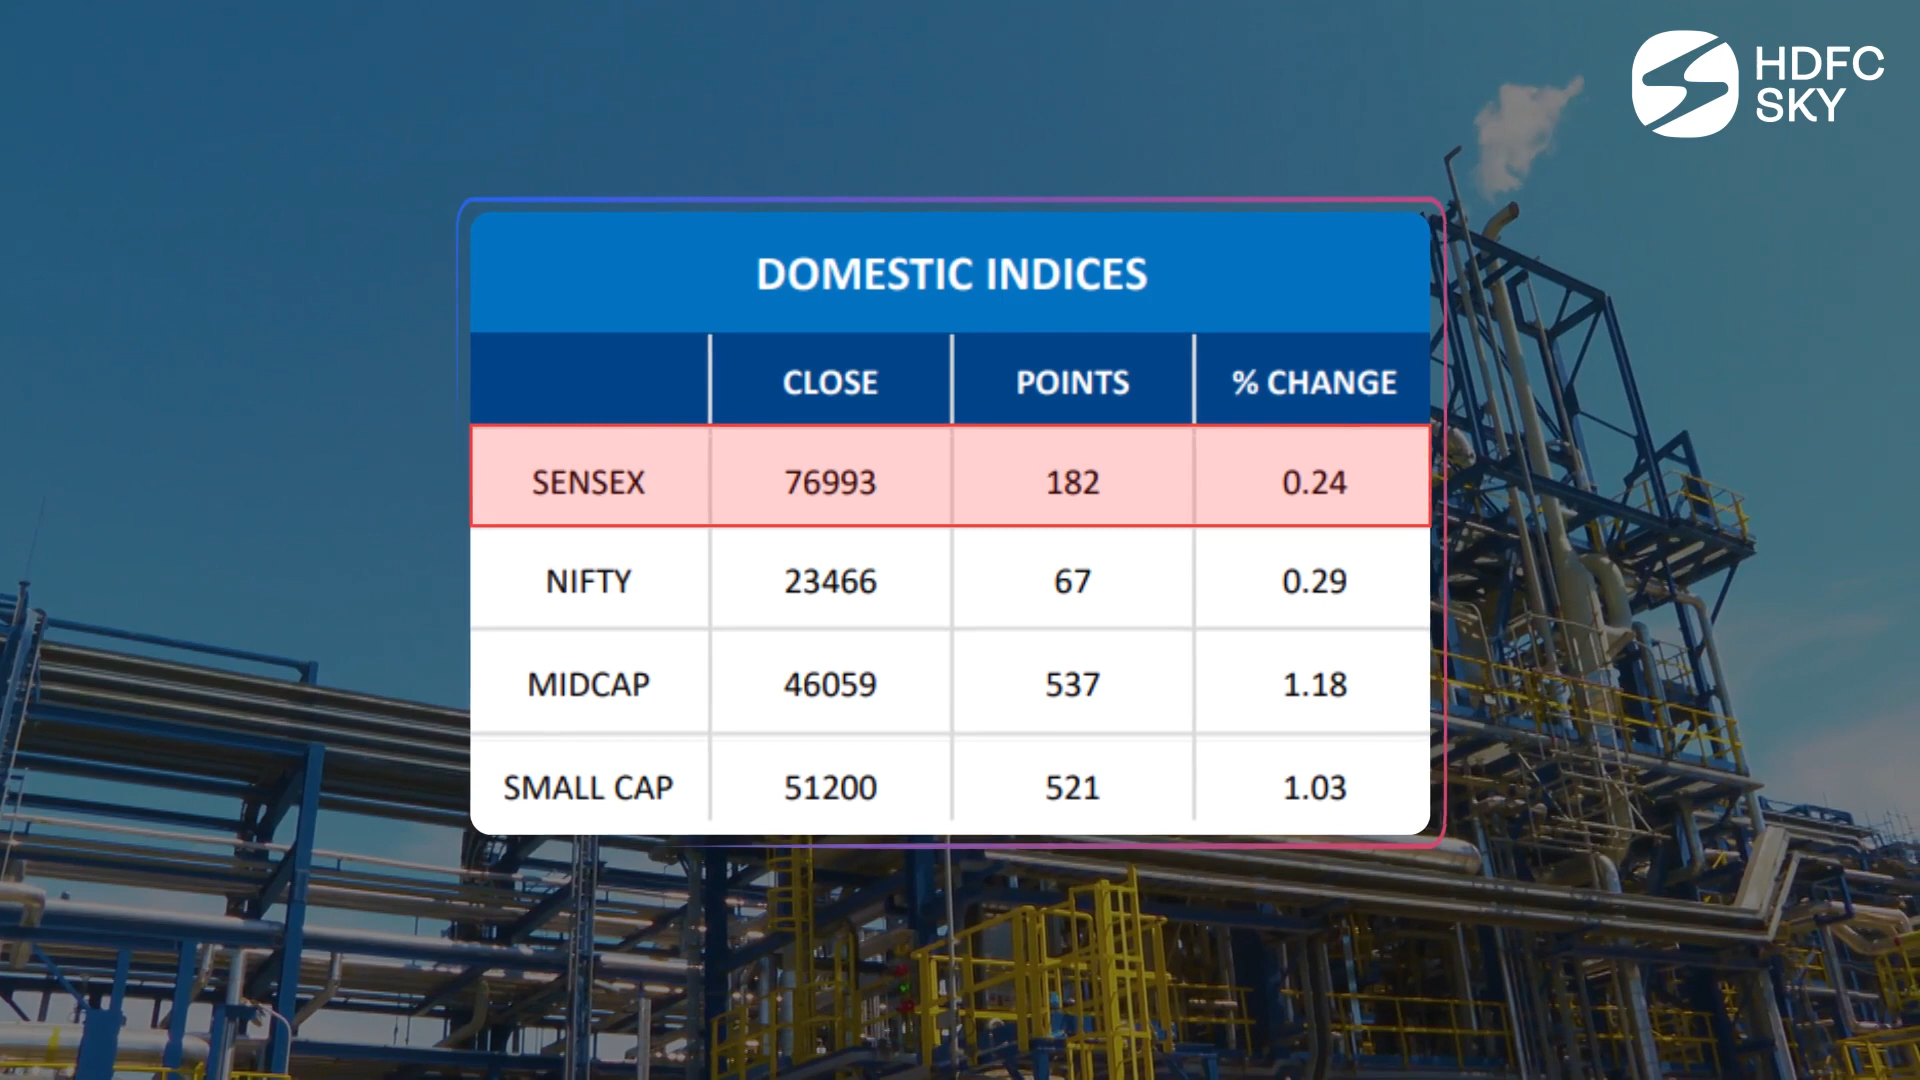 HDFC
SKY
DOMESTIC INDICES
CLOSE POINTS % CHANGE
SENSEX 76993 182 0.24
NIFTY 23466 67 0.29
MIDCAP 46059 537 1.18
SMALL CAP 51200 521 1.03